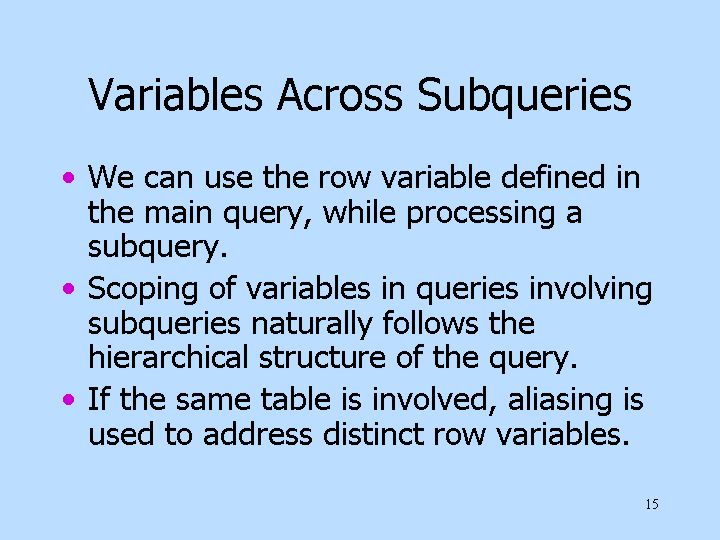 Variables Across Subqueries
• We can use the row variable defined in
the main query, while processing a
subquery.
• Scoping of variables in queries involving
subqueries naturally follows the
hierarchical structure of the query.
• If the same table is involved, aliasing is
used to address distinct row variables.
15